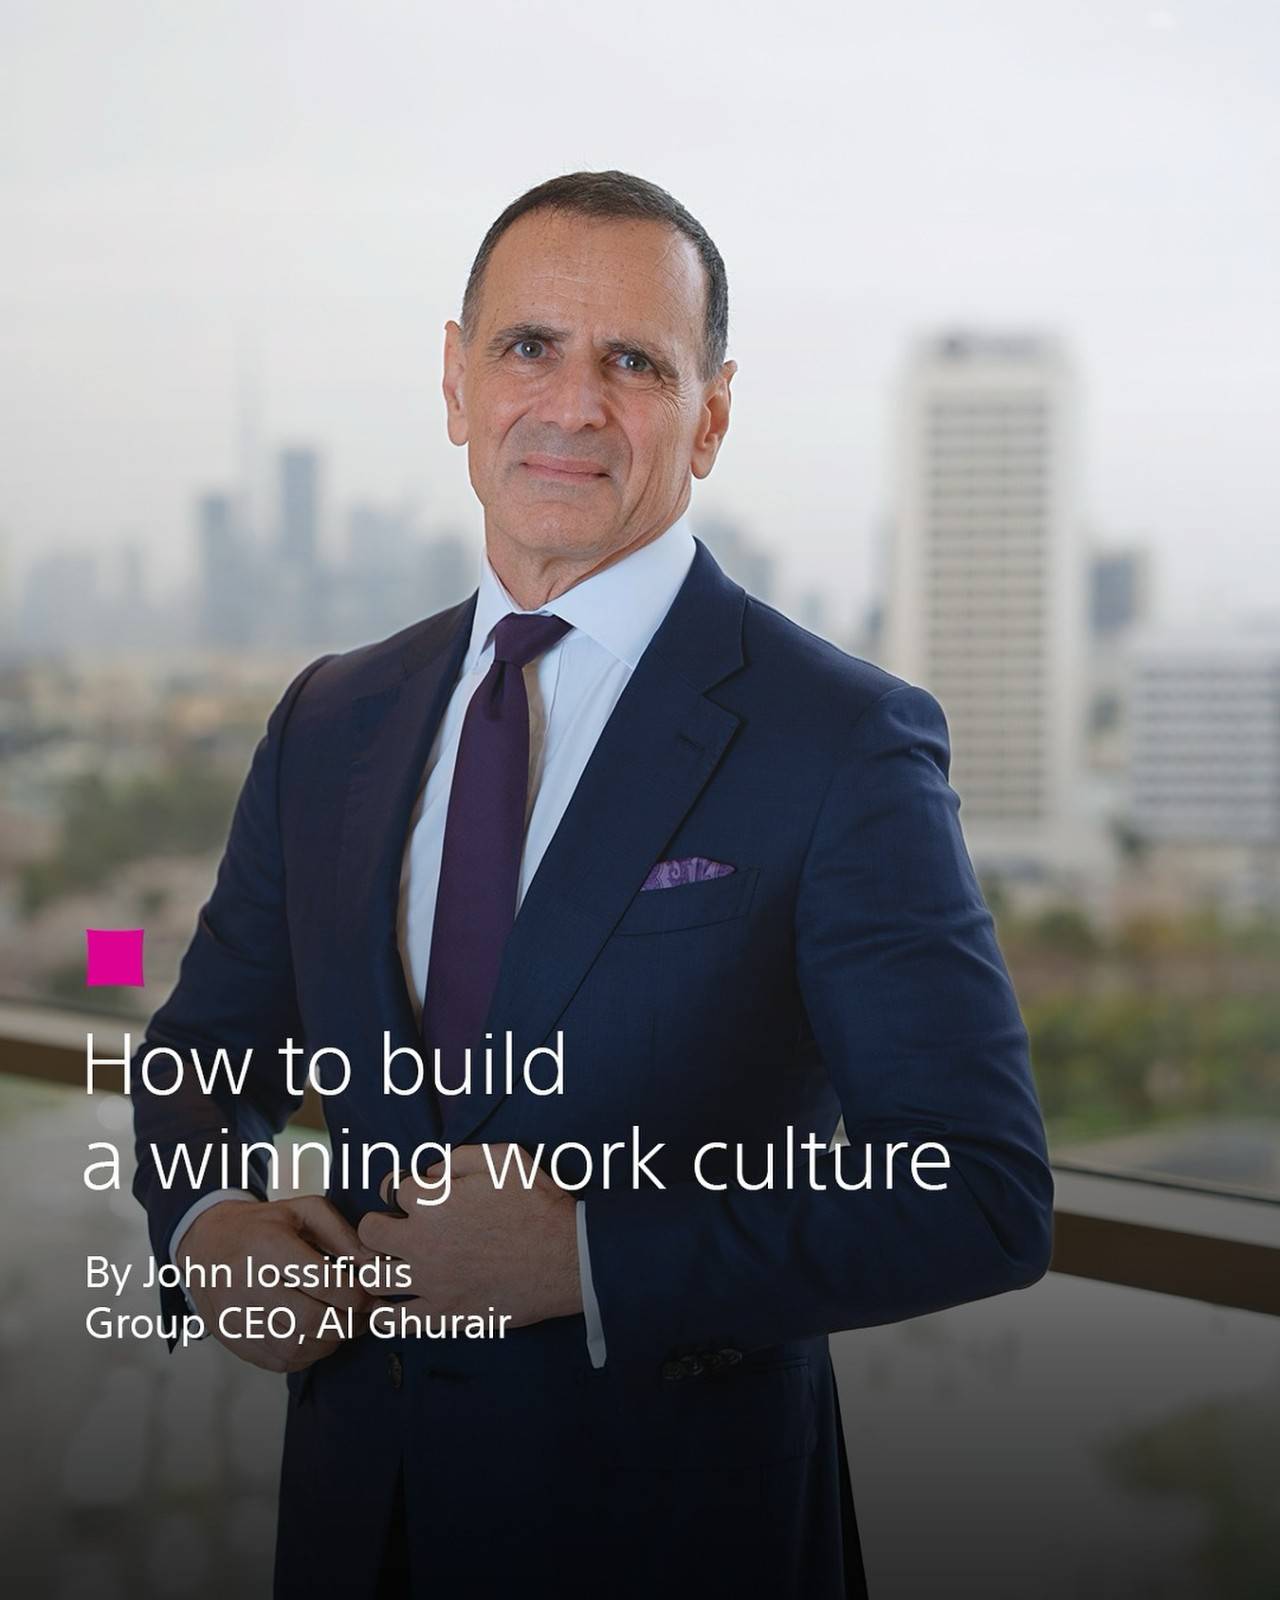 How to build
a winning work culture
By John Iossifidis
Group CEO, Al Ghurair